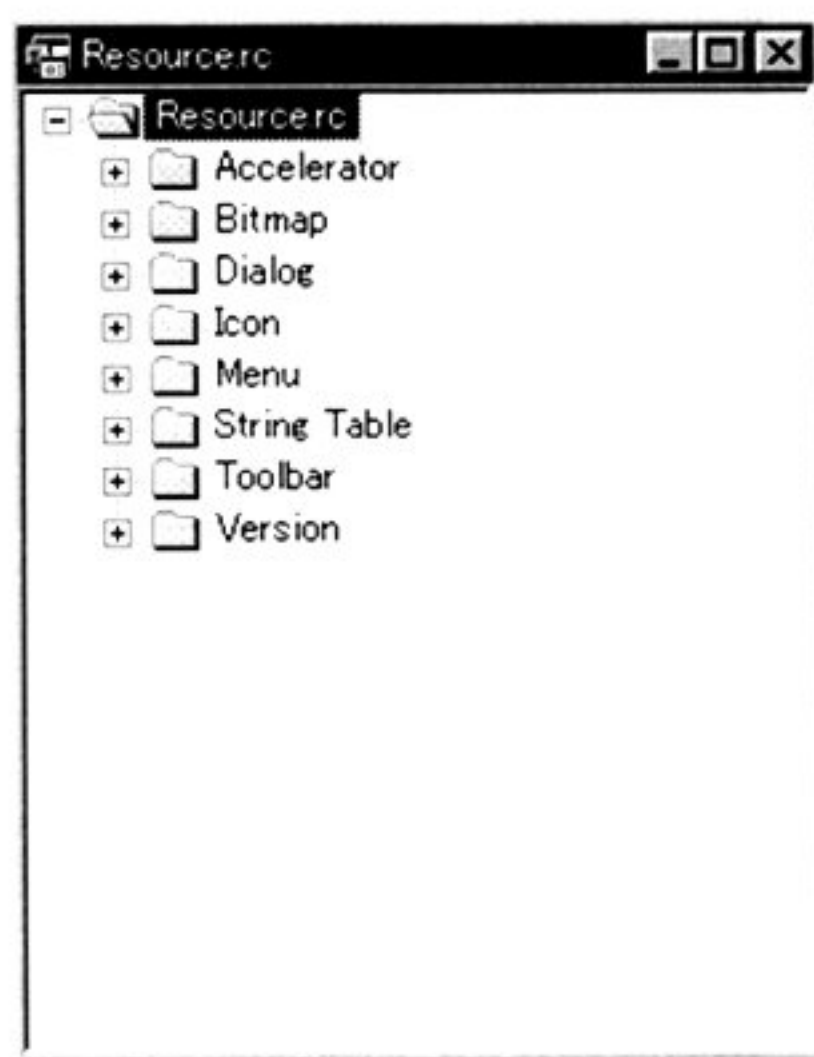 Resource.rc
Resource.rc
Accelerator
Bitmap
Dialog
Icon
Menu
String Table
Toolbar
Version